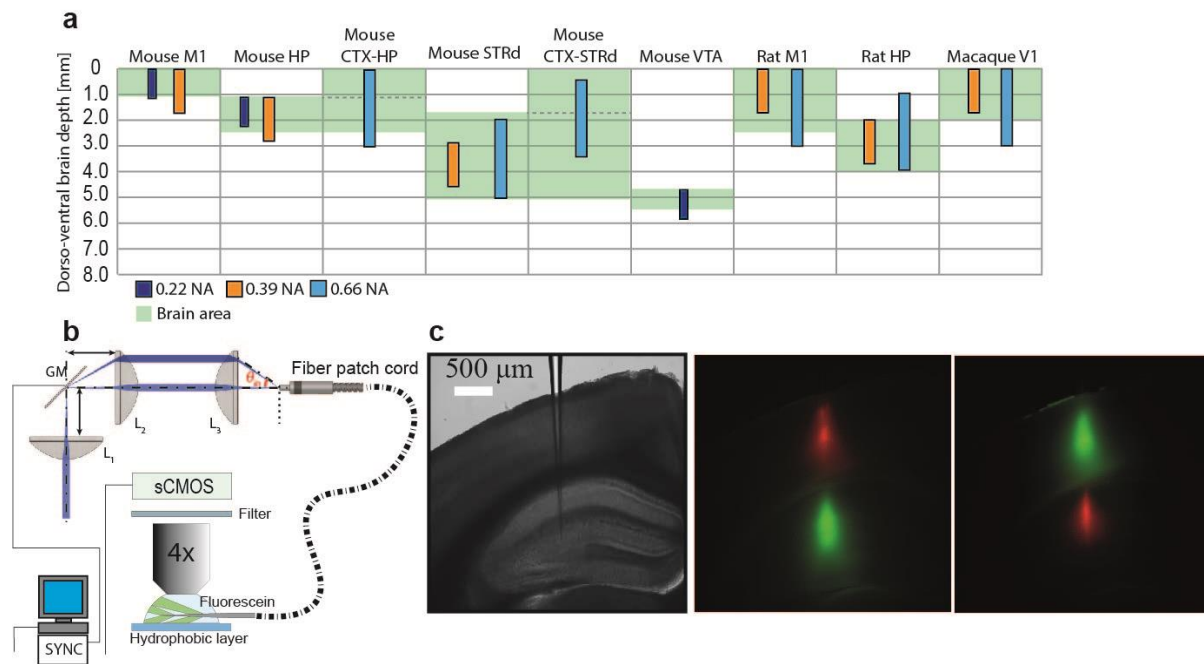 a
Mouse M1
Mouse HP
Mouse
CTX-HP
Mouse STRd
Mouse
CTX-STRd
Mouse VTA
Rat M1
Rat HP
Macaque V1
Dorso-ventral brain depth [mm]
0
1.0
2.0
3.0
4.0
5.0
6.0
7.0
8.0
0.22 NA
0.39 NA
0.66 NA
Brain area
b
GM
L2
L3
Fiber patch cord
L1
sCMOS
Filter
4x
Fluorescein
Hydrophobic layer
SYNC
c
500 μm